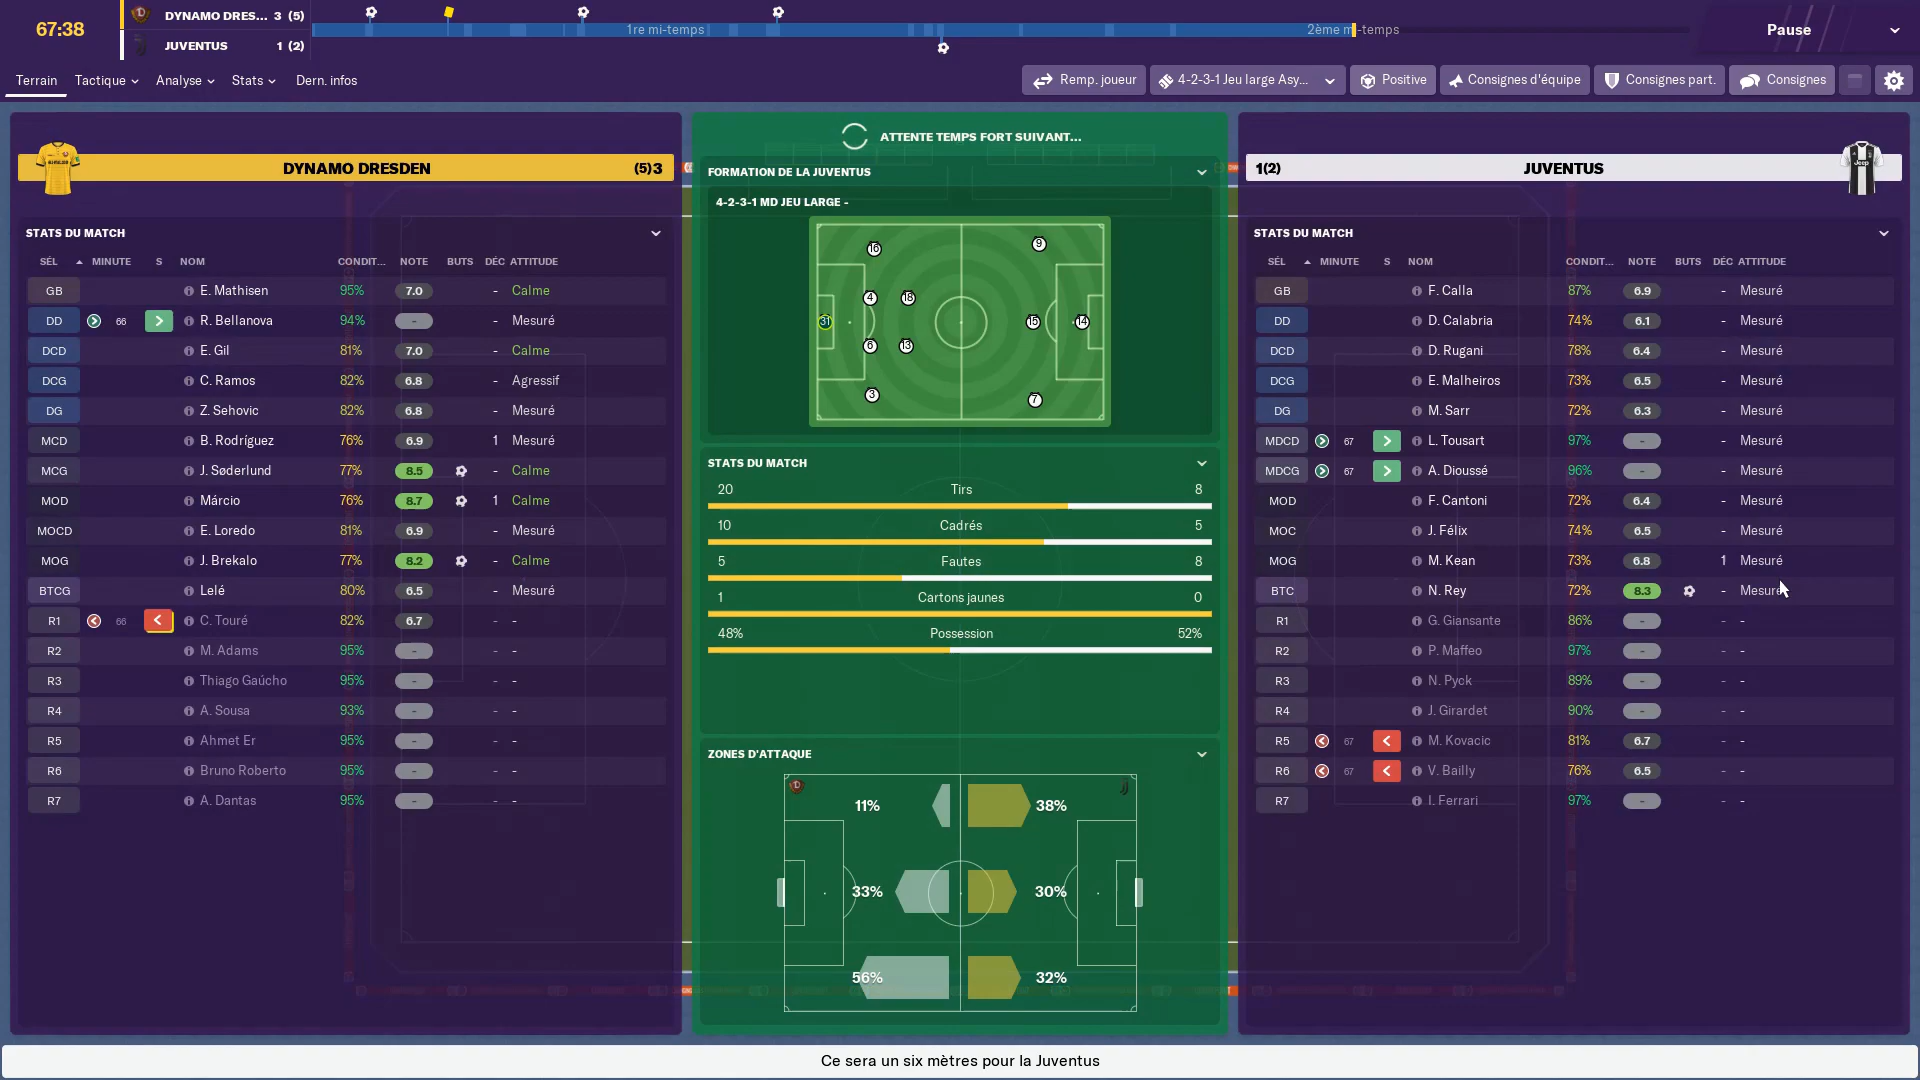 67:38
DYNAMO DRES... 3 (5)
JUVENTUS 1 (2)
1re mi-temps
2ème mi-temps
Pause
Terrain
Tactique
Analyse
Stats
Dern. infos
Remp. joueur
4-2-3-1 Jeu large Asy...
Positive
Consignes d'équipe
Consignes part.
Consignes
DYNAMO DRESDEN (5)3
STATS DU MATCH
SÉL MINUTE S NOM CONDIT... NOTE BUTS DÉC ATTITUDE
GB E. Mathisen 95% 7.0 - Calme
DD 66 R. Bellanova 94% - - Mesuré
DCD E. Gil 81% 7.0 - Calme
DCG C. Ramos 82% 6.8 - Agressif
DG Z. Sehovic 82% 6.8 - Mesuré
MCD B. Rodríguez 76% 6.9 1 Mesuré
MCG J. Søderlund 77% 8.5 - Calme
MOD Márcio 76% 8.7 1 Calme
MOCD E. Loredo 81% 6.9 - Mesuré
MOG J. Brekalo 77% 8.2 - Calme
BTCG Lelé 80% 6.5 - Mesuré
R1 66 C. Touré 82% 6.7 - -
R2 M. Adams 95% - - -
R3 Thiago Gaúcho 95% - - -
R4 A. Sousa 93% - - -
R5 Ahmet Er 95% - - -
R6 Bruno Roberto 95% - - -
R7 A. Dantas 95% - - -
ATTENTE TEMPS FORT SUIVANT...
FORMATION DE LA JUVENTUS
4-2-3-1 MD JEU LARGE -
16 9
4 18
31 15 14
6 13
3 7
STATS DU MATCH
20 Tirs 8
10 Cadrés 5
5 Fautes 8
1 Cartons jaunes 0
48% Possession 52%
ZONES D'ATTAQUE
11% 38%
33% 30%
56% 32%
1(2) JUVENTUS
Jeep
STATS DU MATCH
SÉL MINUTE S NOM CONDIT... NOTE BUTS DÉC ATTITUDE
GB F. Calla 87% 6.9 - Mesuré
DD D. Calabria 74% 6.1 - Mesuré
DCD D. Rugani 78% 6.4 - Mesuré
DCG E. Malheiros 73% 6.5 - Mesuré
DG M. Sarr 72% 6.3 - Mesuré
MDCD 67 L. Tousart 97% - - Mesuré
MDCG 67 A. Dioussé 96% - - Mesuré
MOD F. Cantoni 72% 6.4 - Mesuré
MOC J. Félix 74% 6.5 - Mesuré
MOG M. Kean 73% 6.8 1 Mesuré
BTC N. Rey 72% 8.3 - Mesuré
R1 G. Giansante 86% - - -
R2 P. Maffeo 97% - - -
R3 N. Pyck 89% - - -
R4 J. Girardet 90% - - -
R5 67 M. Kovacic 81% 6.7 - -
R6 67 V. Bailly 76% 6.5 - -
R7 I. Ferrari 97% - - -
Ce sera un six mètres pour la Juventus